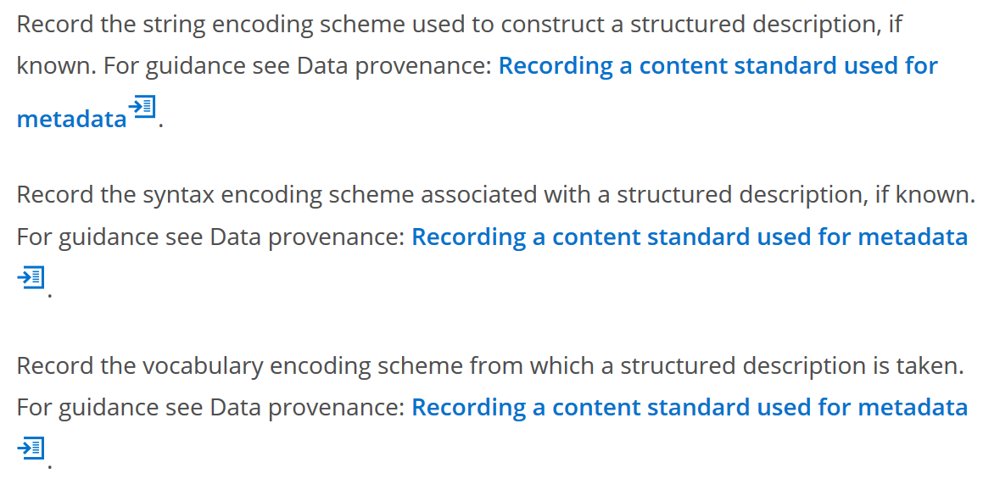 Record the string encoding scheme used to construct a structured description, if
known. For guidance see Data provenance: Recording a content standard used for
metadata.
Record the syntax encoding scheme associated with a structured description, if known.
For guidance see Data provenance: Recording a content standard used for metadata
.
Record the vocabulary encoding scheme from which a structured description is taken.
For guidance see Data provenance: Recording a content standard used for metadata
.